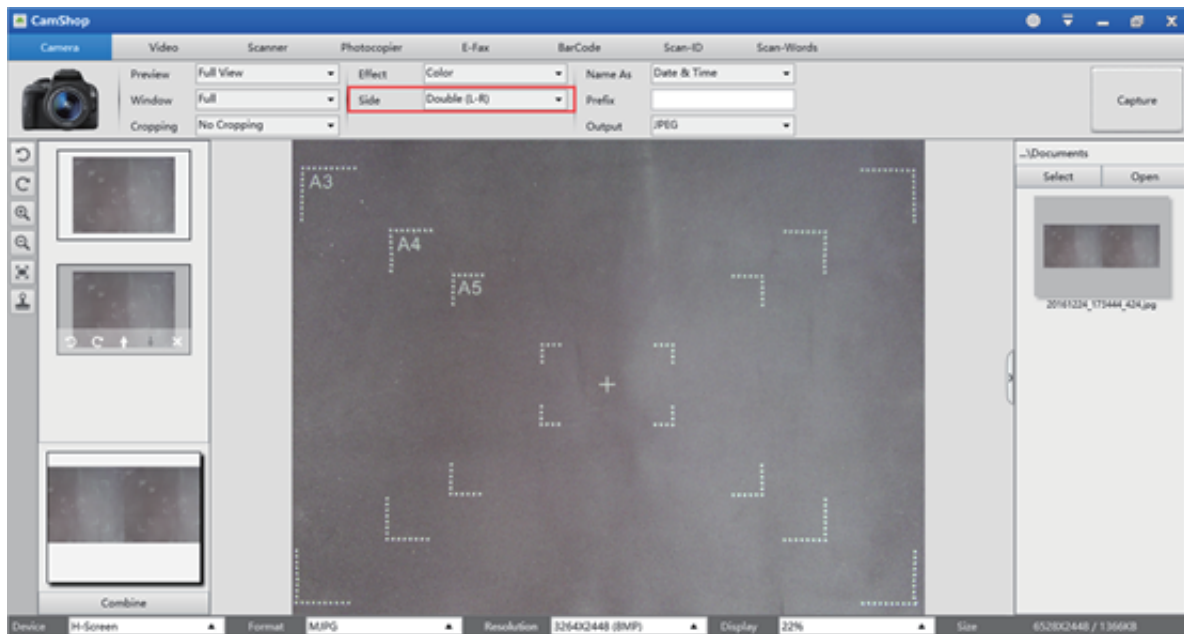 CamShop
Camera Video Scanner Photocopier E-Fax BarCode Scan-ID Scan-Words
Preview Full View Effect Color Name As Date & Time
Window Full Side Double (L-R) Prefix Capture
Cropping No Cropping Output JPEG
...\Documents
Select Open
A3
A4
A5
20161224_173444_424.jpg
Combine
Device H-Screen Format MJPG Resolution 3264X2448 (8MP) Display 22% Size 6528X2448 / 1366KB